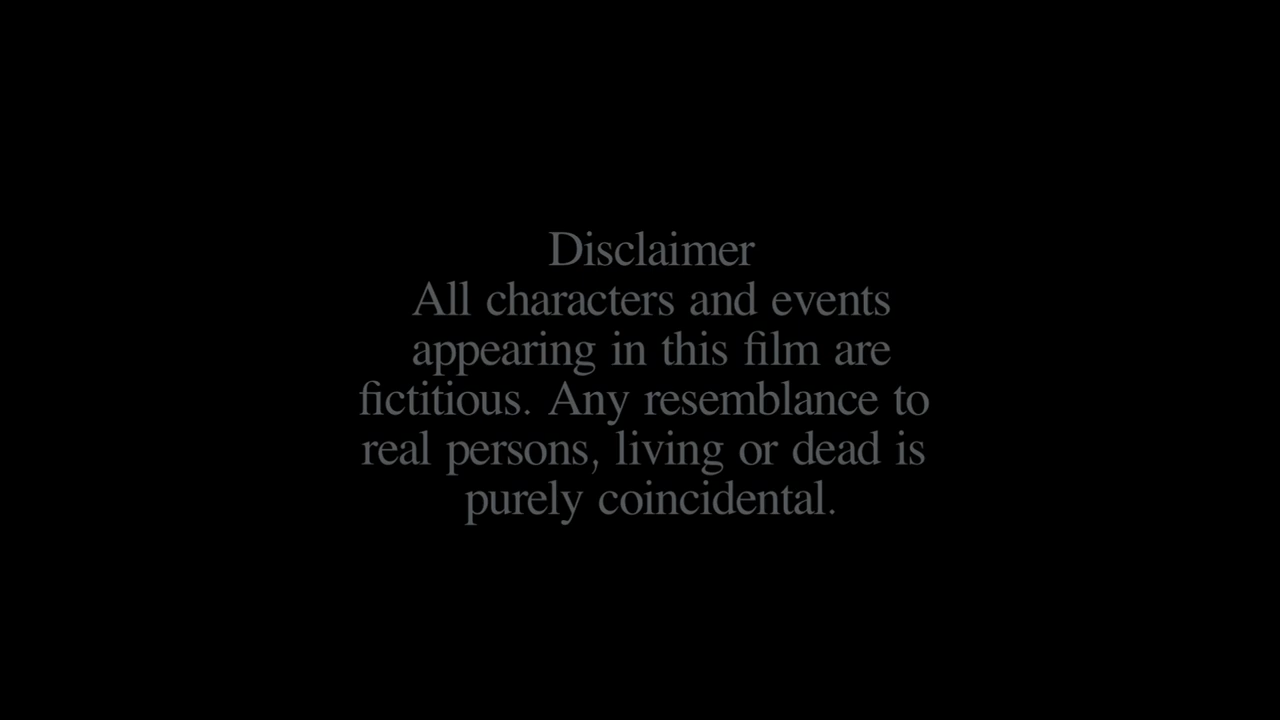 Disclaimer
All characters and events
appearing in this film are
fictitious. Any resemblance to
real persons, living or dead is
purely coincidental.